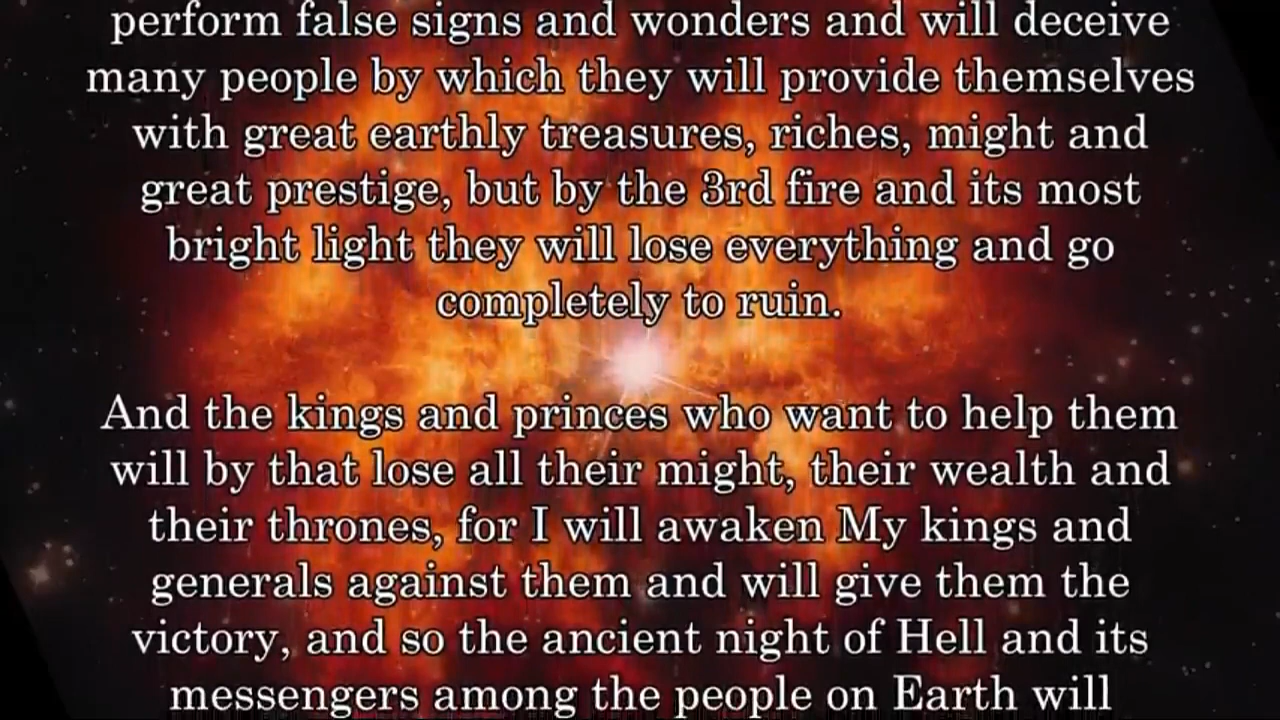 perform false signs and wonders and will deceive
many people by which they will provide themselves
with great earthly treasures, riches, might and
great prestige, but by the 3rd fire and its most
bright light they will lose everything and go
completely to ruin.
And the kings and princes who want to help them
will by that lose all their might, their wealth and
their thrones, for I will awaken My kings and
generals against them and will give them the
victory, and so the ancient night of Hell and its
messengers among the people on Earth will